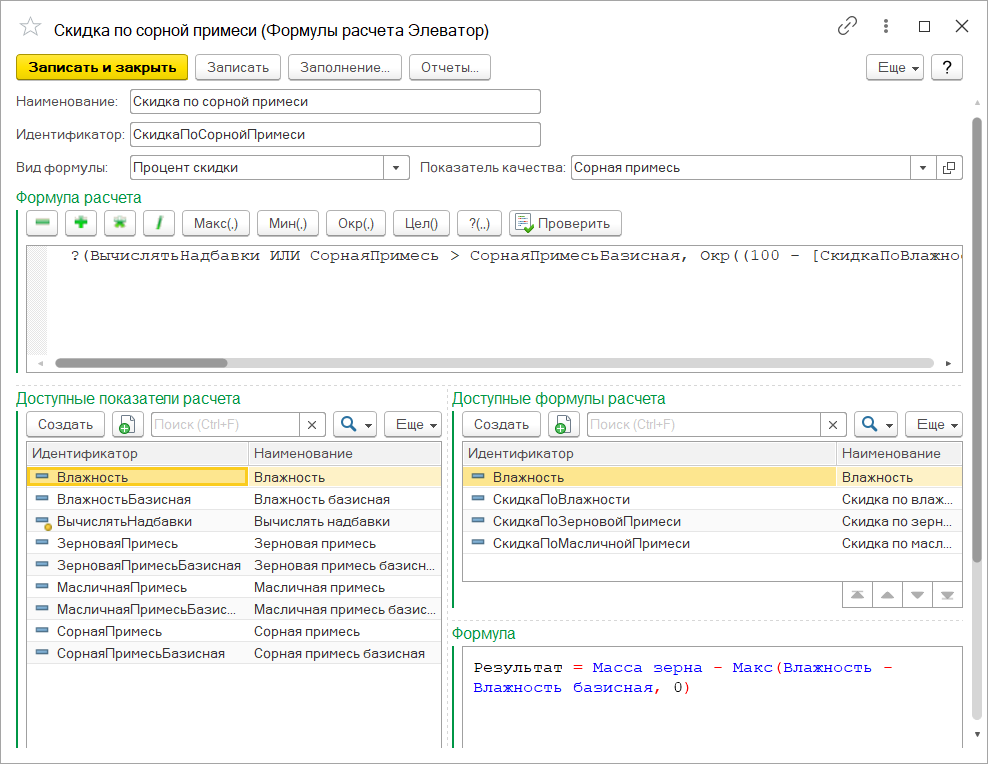 Скидка по сорной примеси (Формулы расчета Элеватор)
Записать и закрыть Записать Заполнение... Отчеты... Еще ?
Наименование: Скидка по сорной примеси
Идентификатор: СкидкаПоСорнойПримеси
Вид формулы: Процент скидки Показатель качества: Сорная примесь
Формула расчета
Макс(,) Мин(,) Окр(,) Цел() ?(,,) Проверить
?(ВычислятьНадбавки ИЛИ СорнаяПримесь > СорнаяПримесьБазисная, Окр((100 - [СкидкаПоВлажно
Доступные показатели расчета
Создать Поиск (Ctrl+F) × Еще
Идентификатор Наименование
Влажность Влажность
ВлажностьБазисная Влажность базисная
ВычислятьНадбавки Вычислять надбавки
ЗерноваяПримесь Зерновая примесь
ЗерноваяПримесьБазисная Зерновая примесь базисн...
МасличнаяПримесь Масличная примесь
МасличнаяПримесьБазис... Масличная примесь базис...
СорнаяПримесь Сорная примесь
СорнаяПримесьБазисная Сорная примесь базисная
Доступные формулы расчета
Создать Поиск (Ctrl+F) × Еще
Идентификатор Наименование
Влажность Влажность
СкидкаПоВлажности Скидка по влаж...
СкидкаПоЗерновойПримеси Скидка по зерн...
СкидкаПоМасличнойПримеси Скидка по масл...
Формула
Результат = Масса зерна - Макс(Влажность -
Влажность базисная, 0)